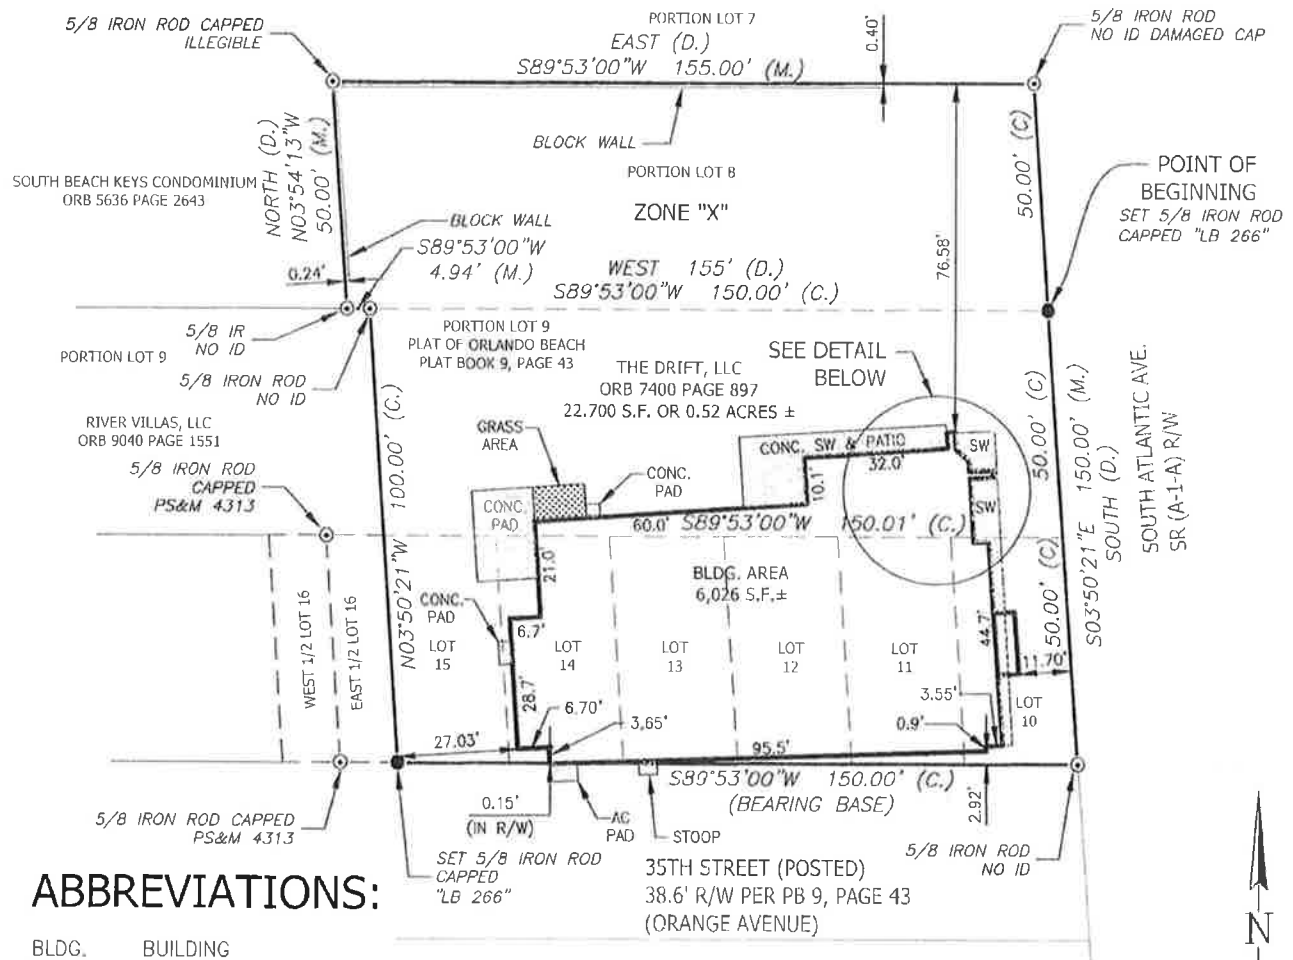 5/8 IRON ROD CAPPED
ILLEGIBLE
PORTION LOT 7
EAST (D.)
S89°53'00"W 155.00' (M.)
0.40'
5/8 IRON ROD
NO ID DAMAGED CAP
BLOCK WALL
NORTH (D.)
N03°54'13"W
50.00' (M.)
SOUTH BEACH KEYS CONDOMINIUM
ORB 5636 PAGE 2643
PORTION LOT 8
ZONE "X"
50.00' (C)
POINT OF
BEGINNING
SET 5/8 IRON ROD
CAPPED "LB 266"
BLOCK WALL
S89°53'00"W
4.94' (M.)
0.24'
WEST 155' (D.)
S89°53'00"W 150.00' (C.)
76.58'
5/8 IR
NO ID
PORTION LOT 9
5/8 IRON ROD
NO ID
PORTION LOT 9
PLAT OF ORLANDO BEACH
PLAT BOOK 9, PAGE 43
THE DRIFT, LLC
ORB 7400 PAGE 897
22.700 S.F. OR 0.52 ACRES ±
SEE DETAIL
BELOW
RIVER VILLAS, LLC
ORB 9040 PAGE 1551
5/8 IRON ROD
CAPPED
PS&M 4313
N03°50'21"W 100.00' (C.)
GRASS
AREA
CONC.
PAD
CONC.
PAD
CONC. SW & PATIO
32.0'
10.1'
SW
SW
60.0' S89°53'00"W 150.01' (C.)
50.00' (C)
50.00' (C)
S03°50'21"E 150.00' (M.)
SOUTH (D.)
SOUTH ATLANTIC AVE.
SR (A-1-A) R/W
21.0'
BLDG. AREA
6,026 S.F.±
CONC.
PAD
6.7'
WEST 1/2 LOT 16
EAST 1/2 LOT 16
LOT
15
LOT
14
LOT
13
LOT
12
LOT
11
LOT
10
44.7'
11.70'
28.7'
6.70'
3.65'
3.55'
0.9'
27.03'
95.5'
S89°53'00"W 150.00' (C.)
(BEARING BASE)
2.92'
0.15'
(IN R/W)
AC
PAD
STOOP
5/8 IRON ROD CAPPED
PS&M 4313
SET 5/8 IRON ROD
CAPPED
"LB 266"
35TH STREET (POSTED)
38.6' R/W PER PB 9, PAGE 43
(ORANGE AVENUE)
5/8 IRON ROD
NO ID
N
ABBREVIATIONS:
BLDG. BUILDING